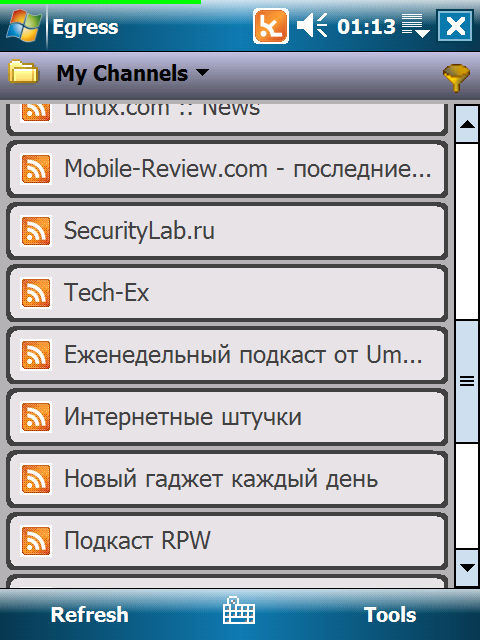 Egress
01:13
My Channels
Linux.com :: News
Mobile-Review.com - последние...
SecurityLab.ru
Tech-Ex
Еженедельный подкаст от Um...
Интернетные штучки
Новый гаджет каждый день
Подкаст RPW
Refresh
Tools